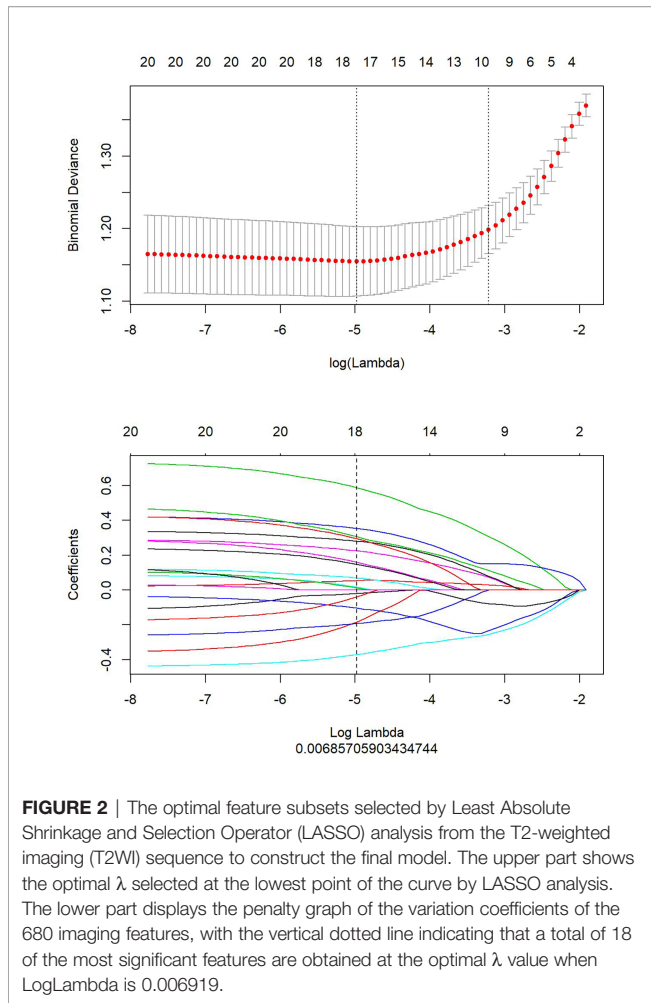 20 20 20 20 20 20 18 18 17 15 14 13 10 9 6 5 4
Binomial Deviance
1.30
1.20
1.10
-8 -7 -6 -5 -4 -3 -2
log(Lambda)
20 20 20 18 14 9 2
Coefficients
0.6
0.4
0.2
0.0
-0.4
-8 -7 -6 -5 -4 -3 -2
Log Lambda
0.00685705903434744
FIGURE 2 | The optimal feature subsets selected by Least Absolute
Shrinkage and Selection Operator (LASSO) analysis from the T2-weighted
imaging (T2WI) sequence to construct the final model. The upper part shows
the optimal λ selected at the lowest point of the curve by LASSO analysis.
The lower part displays the penalty graph of the variation coefficients of the
680 imaging features, with the vertical dotted line indicating that a total of 18
of the most significant features are obtained at the optimal λ value when
LogLambda is 0.006919.